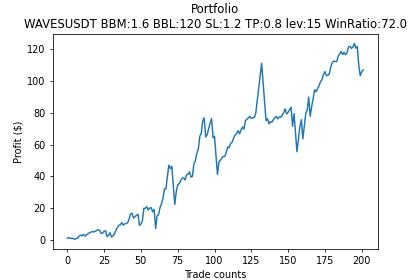 Portfolio
WAVESUSDT BBM:1.6 BBL:120 SL:1.2 TP:0.8 lev:15 WinRatio:72.0
Profit ($)
120
100
80
60
40
20
0
0 25 50 75 100 125 150 175 200
Trade counts